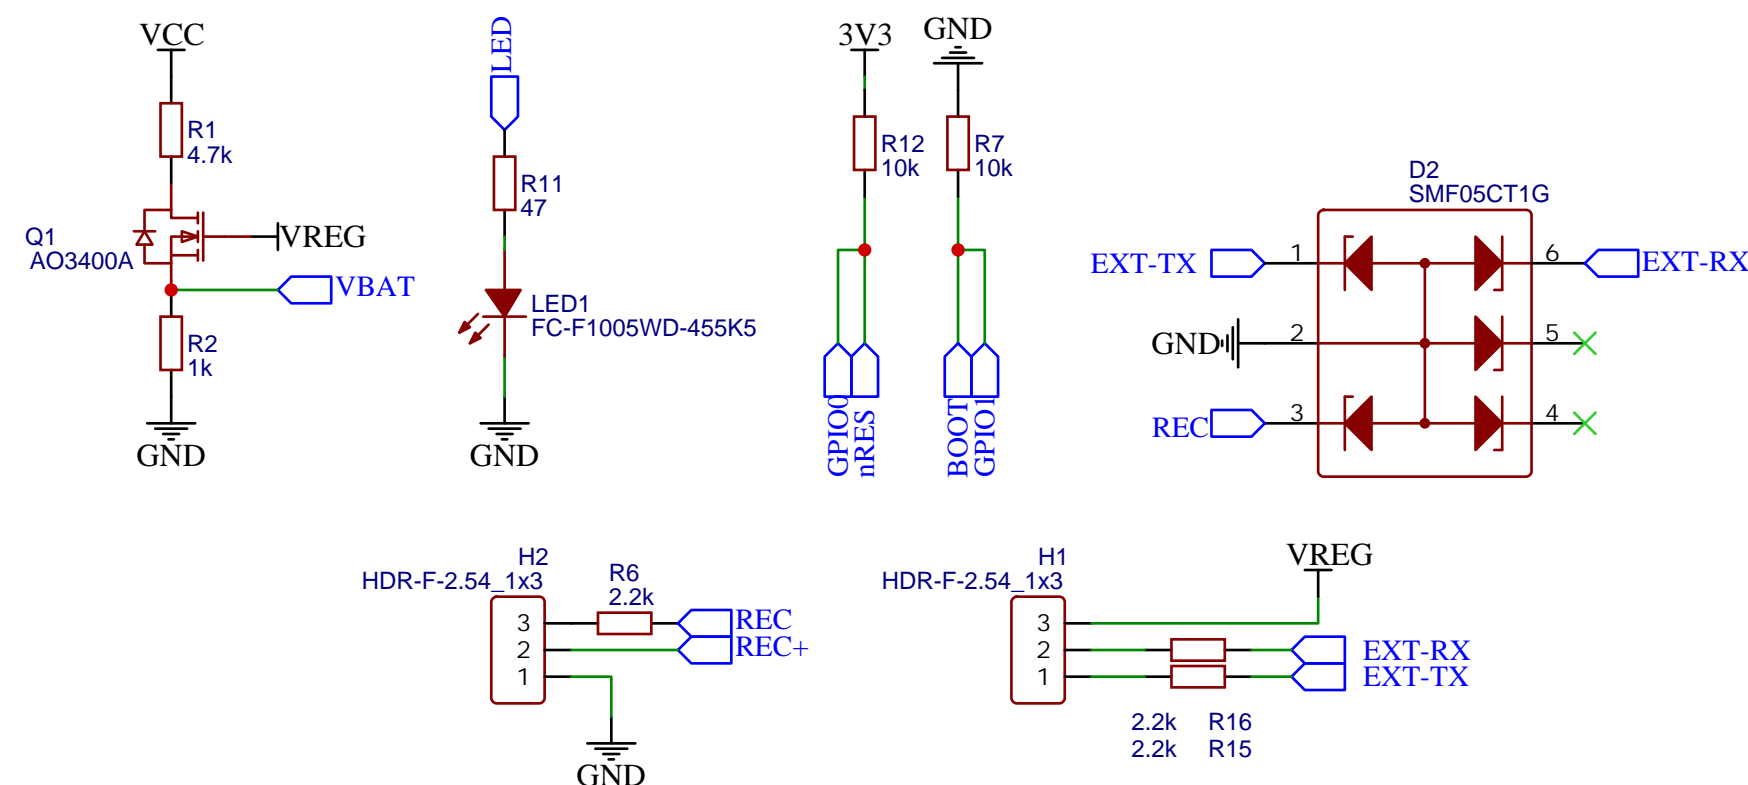 VCC
R1
4.7k
Q1
AO3400A
VREG
VBAT
R2
1k
GND
LED
R11
47
LED1
FC-F1005WD-455K5
GND
3V3
R12
10k
GPIO0
nRES
GND
R7
10k
BOOT
GPIO1
D2
SMF05CT1G
EXT-TX
1
6
EXT-RX
GND
2
5
REC
3
4
H2
HDR-F-2.54_1x3
R6
2.2k
3
REC
2
REC+
1
GND
H1
HDR-F-2.54_1x3
VREG
3
2
EXT-RX
1
EXT-TX
2.2k R16
2.2k R15